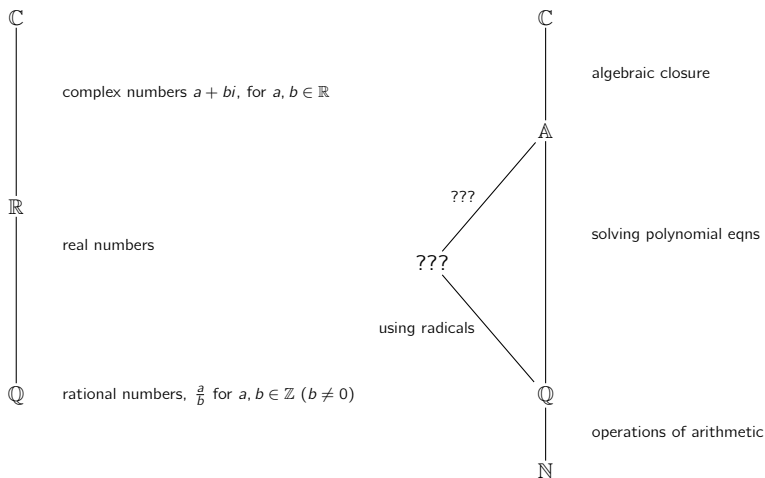 ℂ
complex numbers a + bi, for a, b ∈ ℝ
ℝ
real numbers
ℚ
rational numbers, a/b for a, b ∈ ℤ (b ≠ 0)
ℂ
algebraic closure
𝔸
???
solving polynomial eqns
???
using radicals
ℚ
operations of arithmetic
ℕ